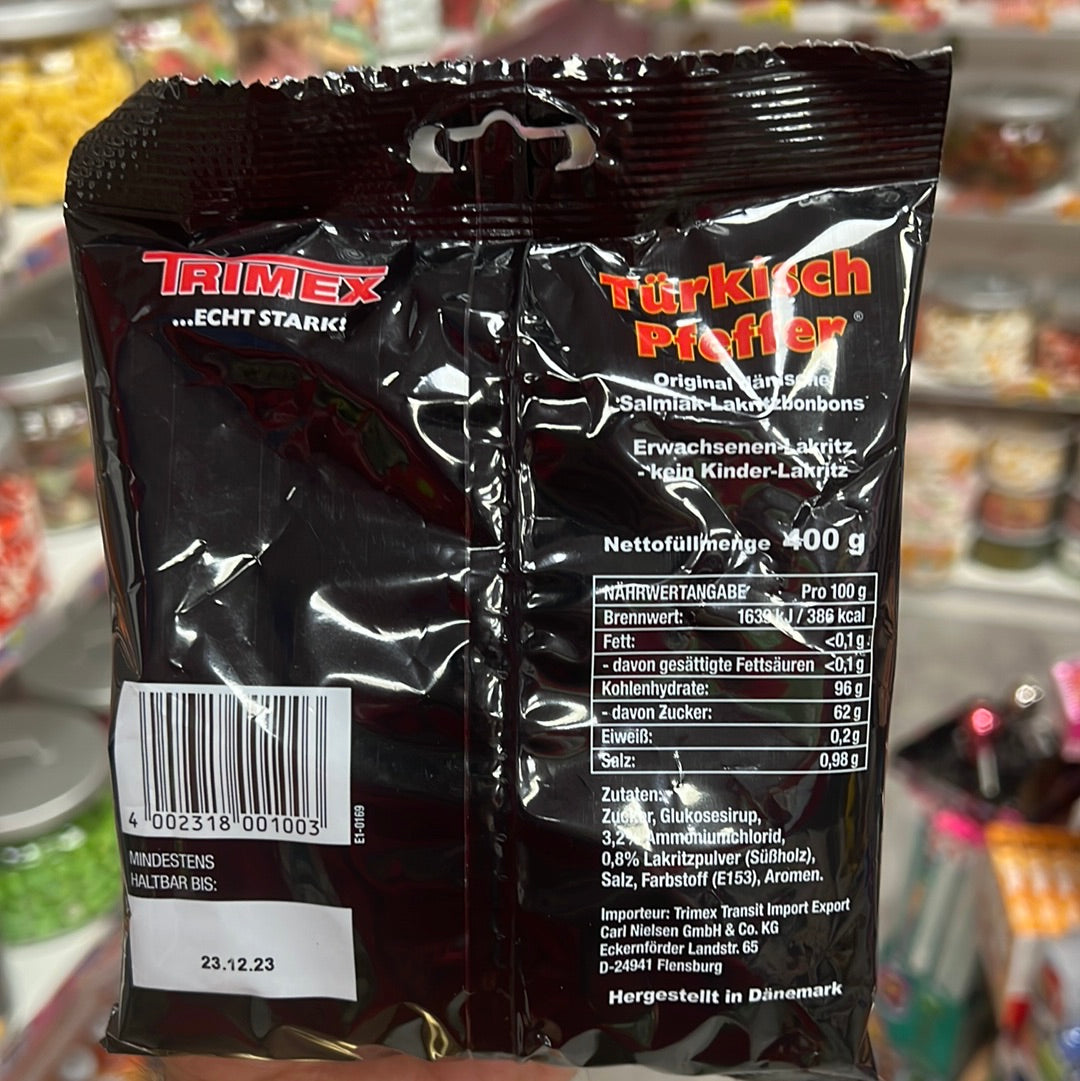 TRIMEX
...ECHT STARK!
Türkisch
Pfeffer®
Original dänische
Salmiak-Lakritzbonbons
Erwachsenen-Lakritz
- kein Kinder-Lakritz
Nettofüllmenge 400 g
NÄHRWERTANGABE Pro 100 g
Brennwert: 1639 kJ / 386 kcal
Fett: <0,1 g
- davon gesättigte Fettsäuren <0,1 g
Kohlenhydrate: 96 g
- davon Zucker: 62 g
Eiweiß: 0,2 g
Salz: 0,98 g
Zutaten:
Zucker, Glukosesirup,
3,2% Ammoniumchlorid,
0,8% Lakritzpulver (Süßholz),
Salz, Farbstoff (E153), Aromen.
Importeur: Trimex Transit Import Export
Carl Nielsen GmbH & Co. KG
Eckernförder Landstr. 65
D-24941 Flensburg
Hergestellt in Dänemark
4 002318 001003
E1-0169
MINDESTENS
HALTBAR BIS:
23.12.23